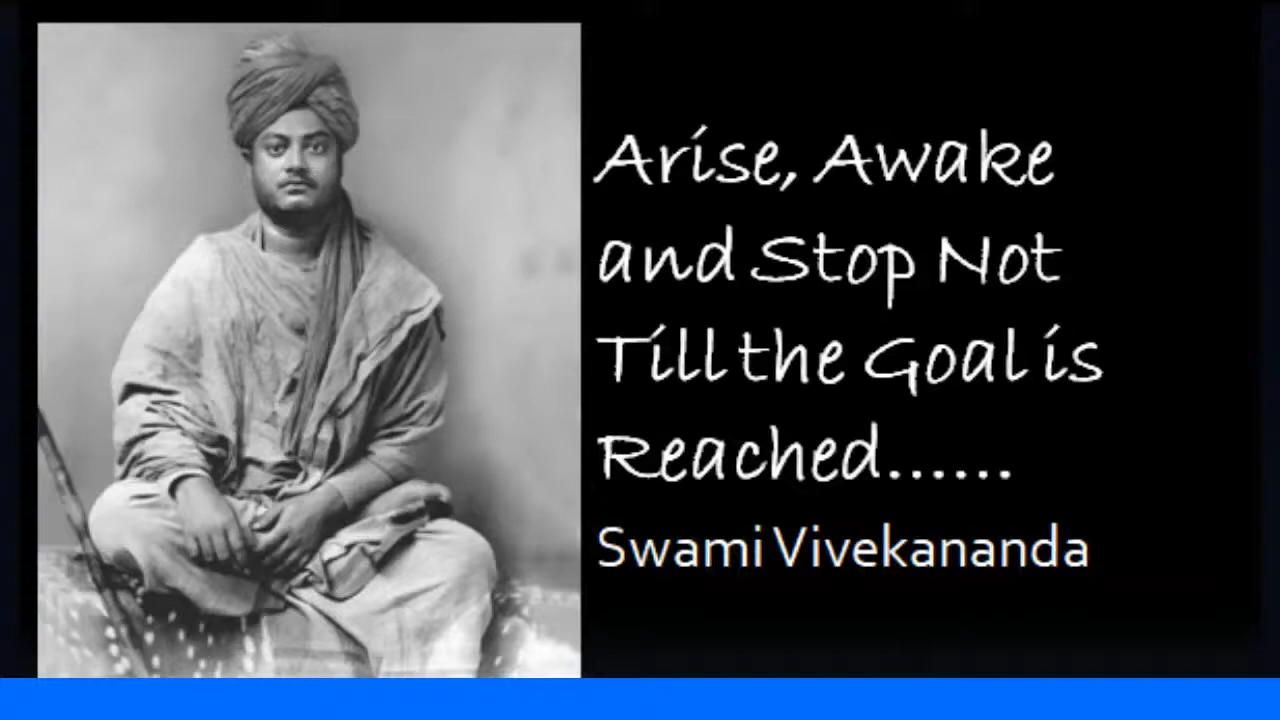 Arise, Awake
and Stop Not
Till the Goal is
Reached......
Swami Vivekananda